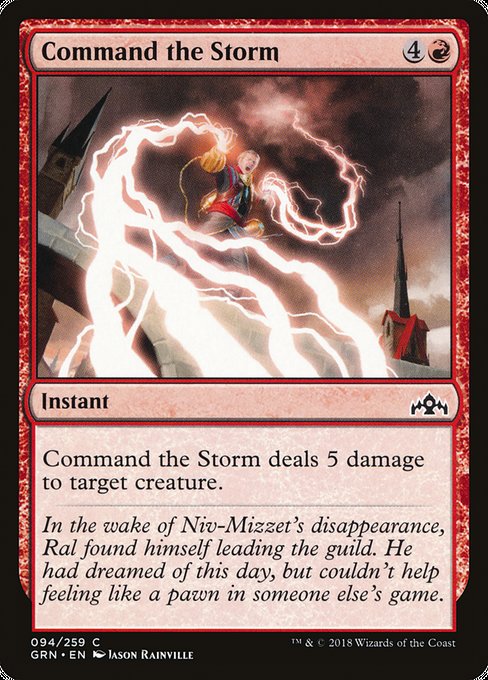 Command the Storm 4
Instant
Command the Storm deals 5 damage
to target creature.
In the wake of Niv-Mizzet's disappearance,
Ral found himself leading the guild. He
had dreamed of this day, but couldn't help
feeling like a pawn in someone else's game.
094/259 C
GRN • EN Jason Rainville
™ & © 2018 Wizards of the Coast